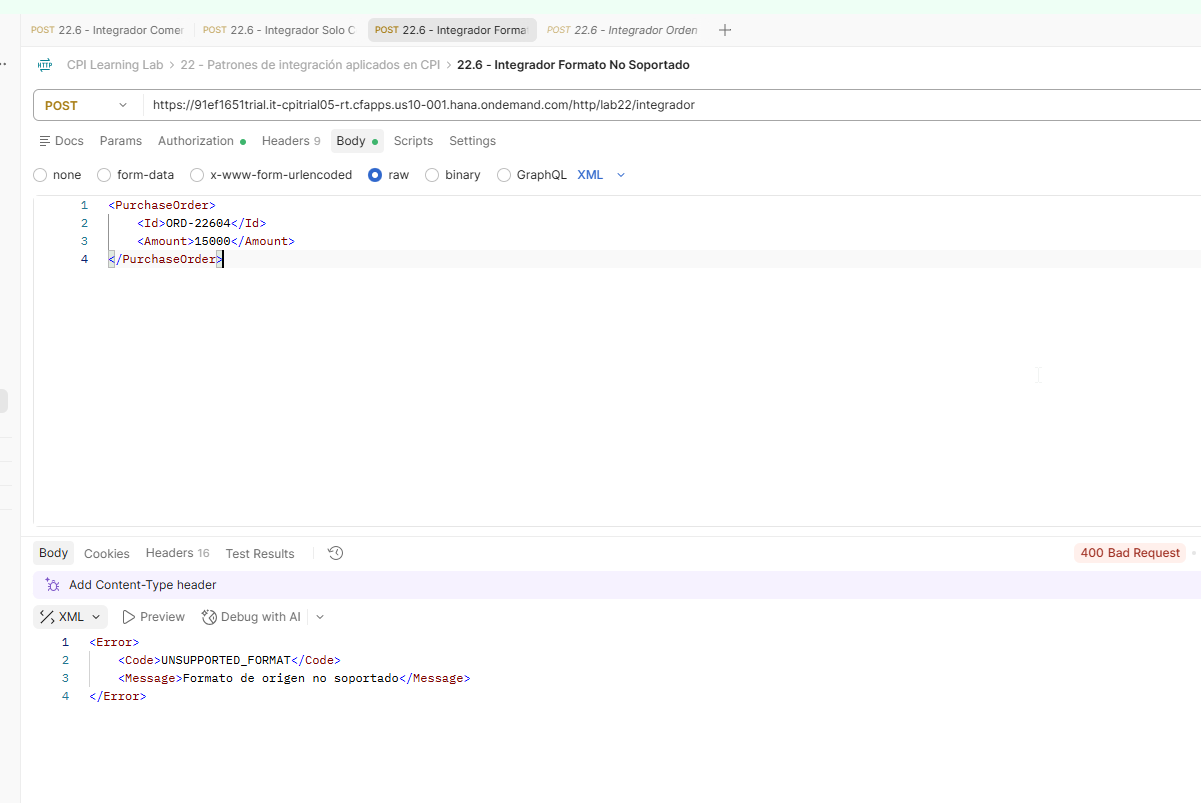 POST 22.6 - Integrador Comer
POST 22.6 - Integrador Solo C
POST 22.6 - Integrador Forma
POST 22.6 - Integrador Orden
HTTP CPI Learning Lab > 22 - Patrones de integración aplicados en CPI > 22.6 - Integrador Formato No Soportado
POST https://91ef1651trial.it-cpitrial05-rt.cfapps.us10-001.hana.ondemand.com/http/lab22/integrador
Docs Params Authorization Headers 9 Body Scripts Settings
none form-data x-www-form-urlencoded raw binary GraphQL XML
1 <PurchaseOrder>
2 <Id>ORD-22604</Id>
3 <Amount>15000</Amount>
4 </PurchaseOrder>
Body Cookies Headers 16 Test Results 400 Bad Request
Add Content-Type header
XML Preview Debug with AI
1 <Error>
2 <Code>UNSUPPORTED_FORMAT</Code>
3 <Message>Formato de origen no soportado</Message>
4 </Error>